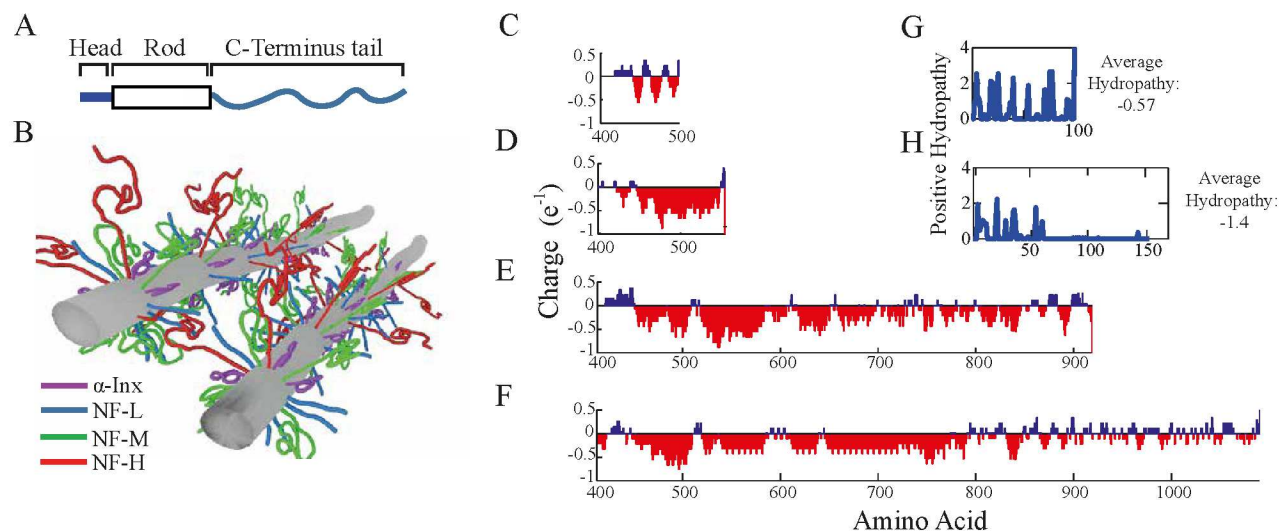 A
Head Rod C-Terminus tail
B
α-Inx
NF-L
NF-M
NF-H
C
0.5
0
-0.5
-1
400 500
D
0.5
0
-0.5
-1
400 500
E
0.5
0
-0.5
-1
500 600 700 800 900
F
0.5
0
-0.5
-1
400 500 600 700 800 900 1000
Charge (e⁻¹)
Amino Acid
G
4
2
0
100
Average
Hydropathy:
-0.57
H
4
2
0
50 100 150
Average
Hydropathy:
-1.4
Positive Hydropathy